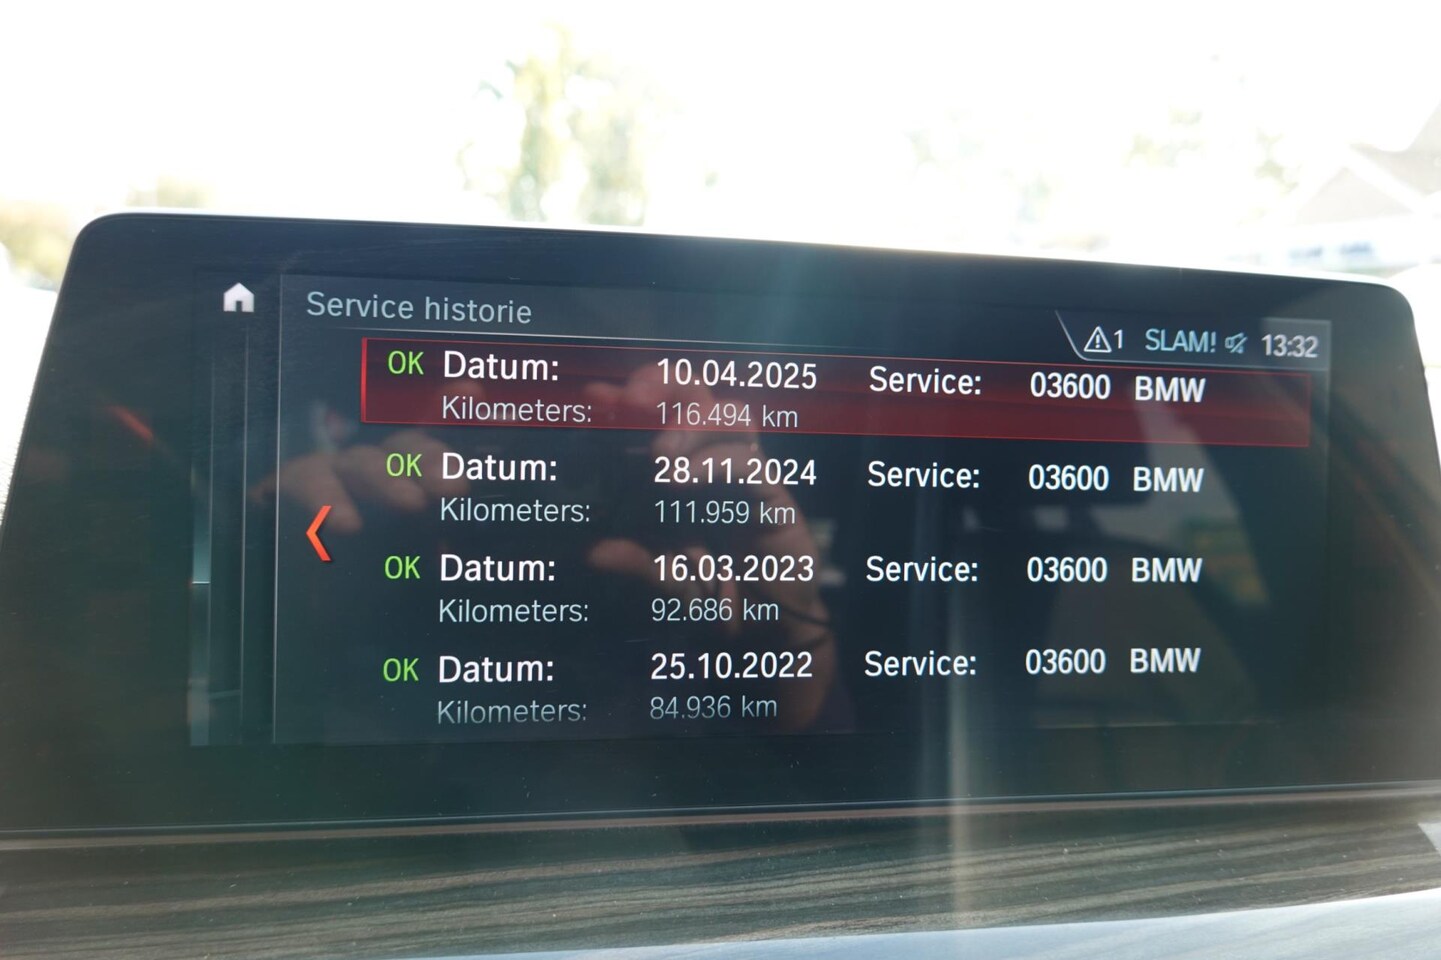 Service historie
1 SLAM! 13:32
OK Datum: 10.04.2025 Service: 03600 BMW
Kilometers: 116.494 km
OK Datum: 28.11.2024 Service: 03600 BMW
Kilometers: 111.959 km
OK Datum: 16.03.2023 Service: 03600 BMW
Kilometers: 92.686 km
OK Datum: 25.10.2022 Service: 03600 BMW
Kilometers: 84.936 km